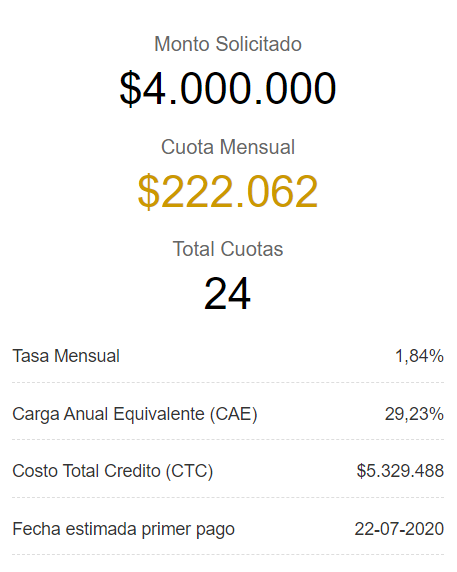 Monto Solicitado
$4.000.000
Cuota Mensual
$222.062
Total Cuotas
24
Tasa Mensual 1,84%
Carga Anual Equivalente (CAE) 29,23%
Costo Total Credito (CTC) $5.329.488
Fecha estimada primer pago 22-07-2020